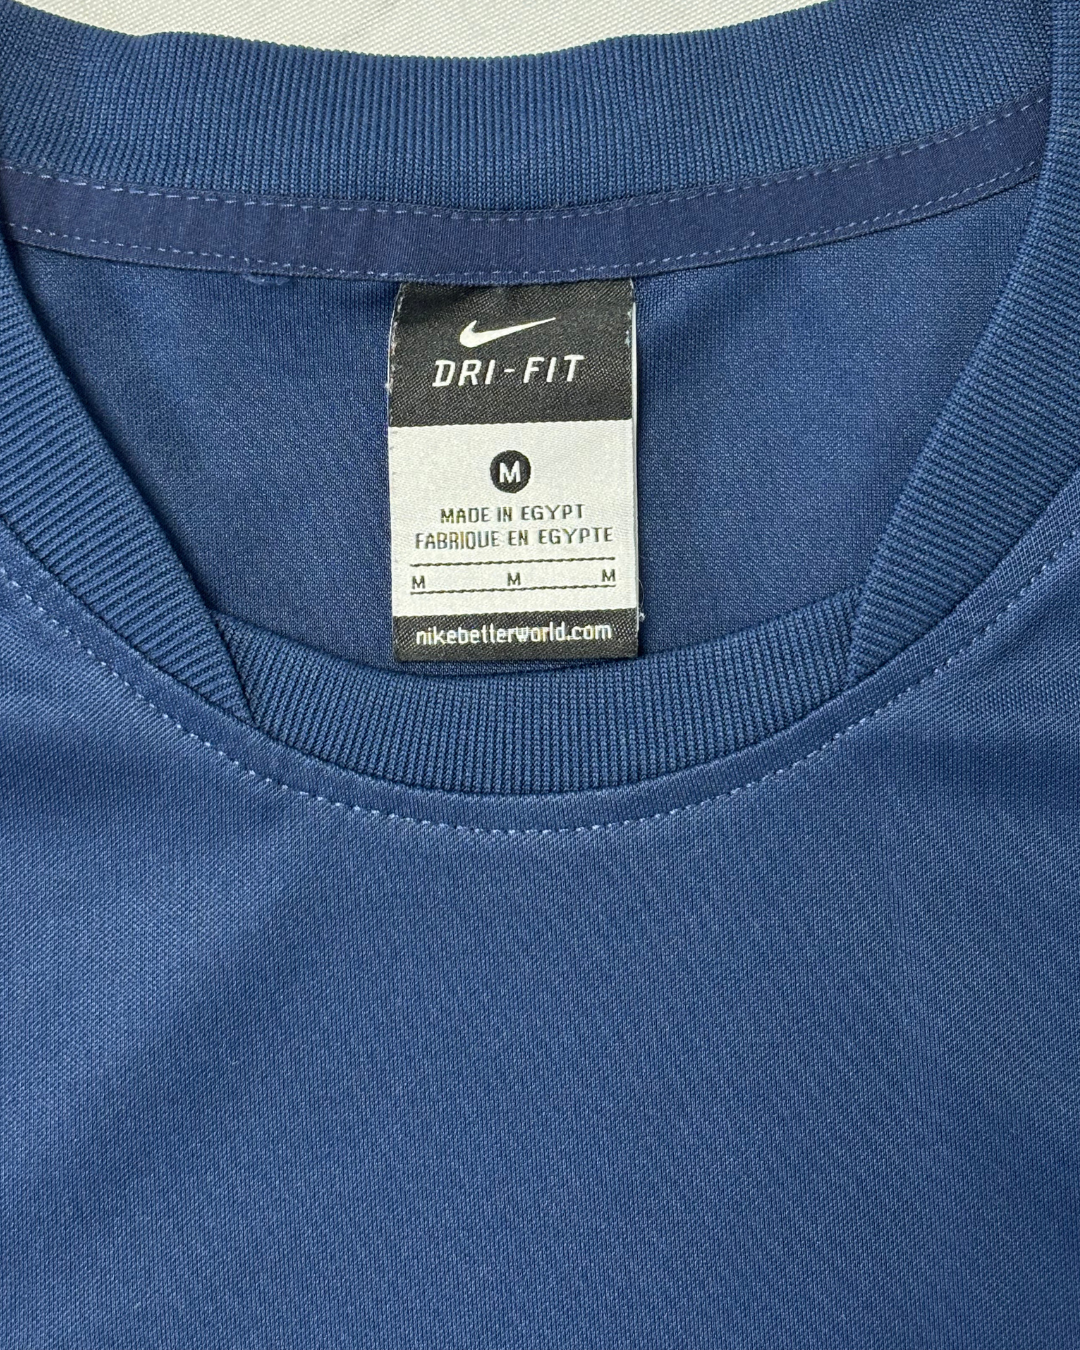 DRI-FIT
M
MADE IN EGYPT
FABRIQUE EN EGYPTE
M M M
nikebetterworld.com